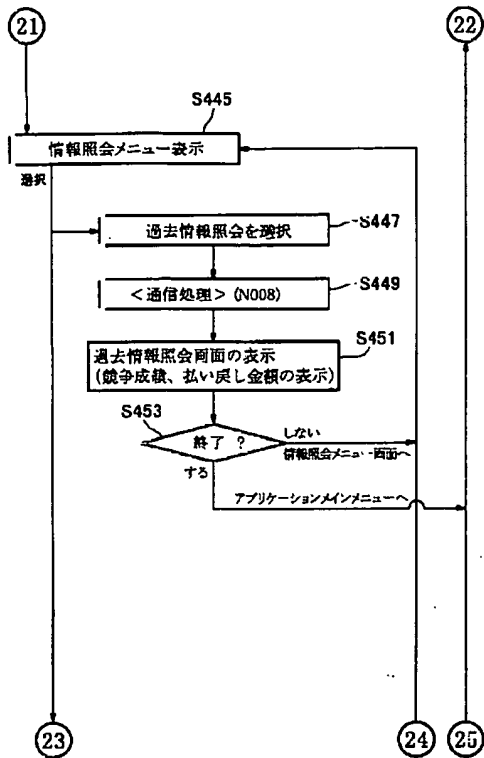 21
22
S445
情報照会メニュー表示
選択
過去情報照会を選択
S447
<通信処理> (N008)
S449
過去情報照会画面の表示
(競争成績、払い戻し金額の表示)
S451
S453
終了 ?
しない
情報照会メニュー画面へ
する
アプリケーションメインメニューへ
23
24
25